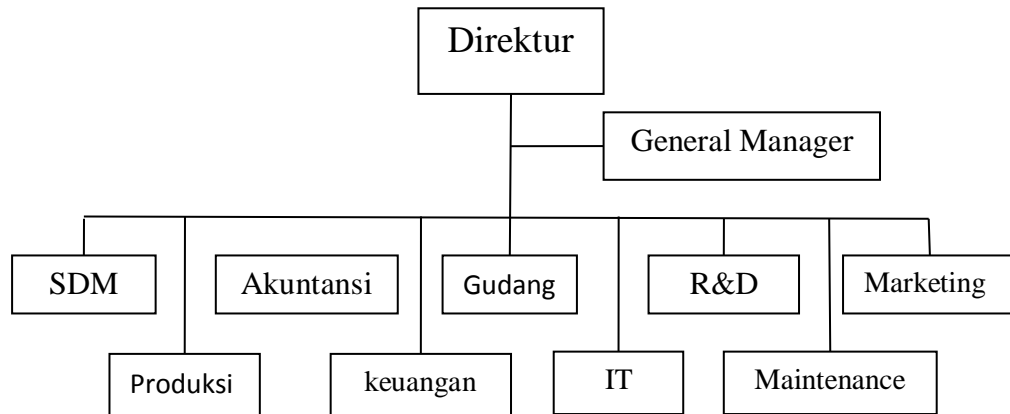 Direktur
General Manager
SDM
Akuntansi
Gudang
R&D
Marketing
Produksi
keuangan
IT
Maintenance